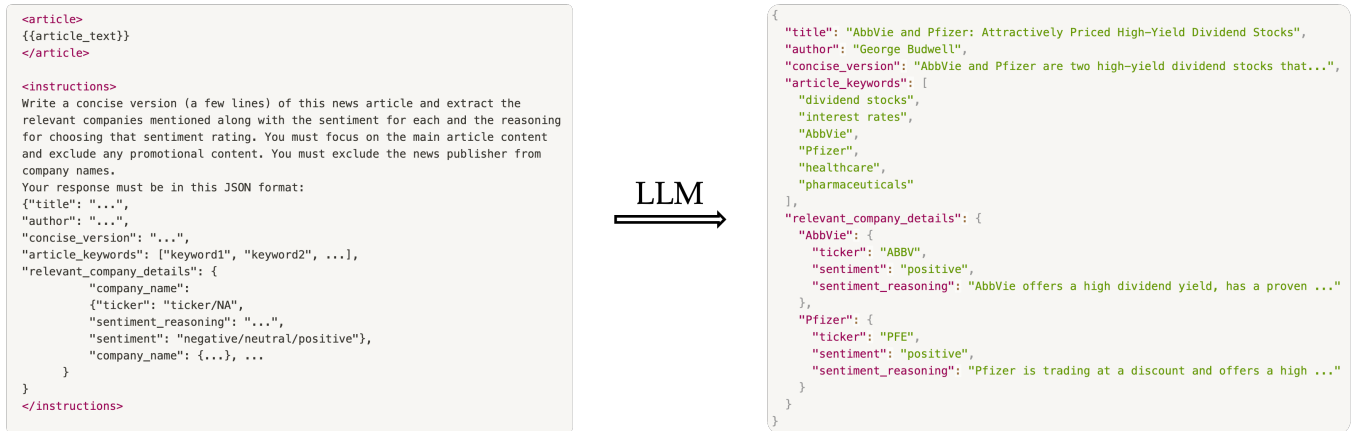 <article>
{{article_text}}
</article>
<instructions>
Write a concise version (a few lines) of this news article and extract the
relevant companies mentioned along with the sentiment for each and the reasoning
for choosing that sentiment rating. You must focus on the main article content
and exclude any promotional content. You must exclude the news publisher from
company names.
Your response must be in this JSON format:
{"title": "...",
"author": "...",
"concise_version": "...",
"article_keywords": ["keyword1", "keyword2", ...],
"relevant_company_details": {
"company_name":
{"ticker": "ticker/NA",
"sentiment_reasoning": "...",
"sentiment": "negative/neutral/positive"},
"company_name": {...}, ...
}
}
</instructions>
LLM
{
"title": "AbbVie and Pfizer: Attractively Priced High-Yield Dividend Stocks",
"author": "George Budwell",
"concise_version": "AbbVie and Pfizer are two high-yield dividend stocks that...",
"article_keywords": [
"dividend stocks",
"interest rates",
"AbbVie",
"Pfizer",
"healthcare",
"pharmaceuticals"
],
"relevant_company_details": {
"AbbVie": {
"ticker": "ABBV",
"sentiment": "positive",
"sentiment_reasoning": "AbbVie offers a high dividend yield, has a proven ..."
},
"Pfizer": {
"ticker": "PFE",
"sentiment": "positive",
"sentiment_reasoning": "Pfizer is trading at a discount and offers a high ..."
}
}
}